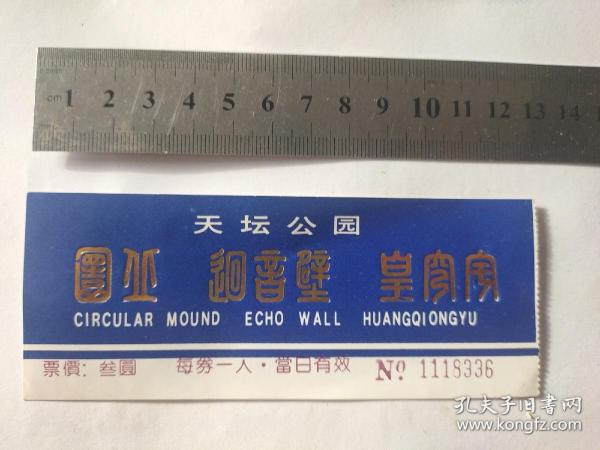 cm 1 2 3 4 5 6 7 8 9 10 11 12 13 14
天坛公园
圜丘 迴音壁 皇穹宇
CIRCULAR MOUND ECHO WALL HUANGQIONGYU
票價: 叁圓 每券一人·當日有效 No 1118336
孔夫子旧书网
www.kongfz.com